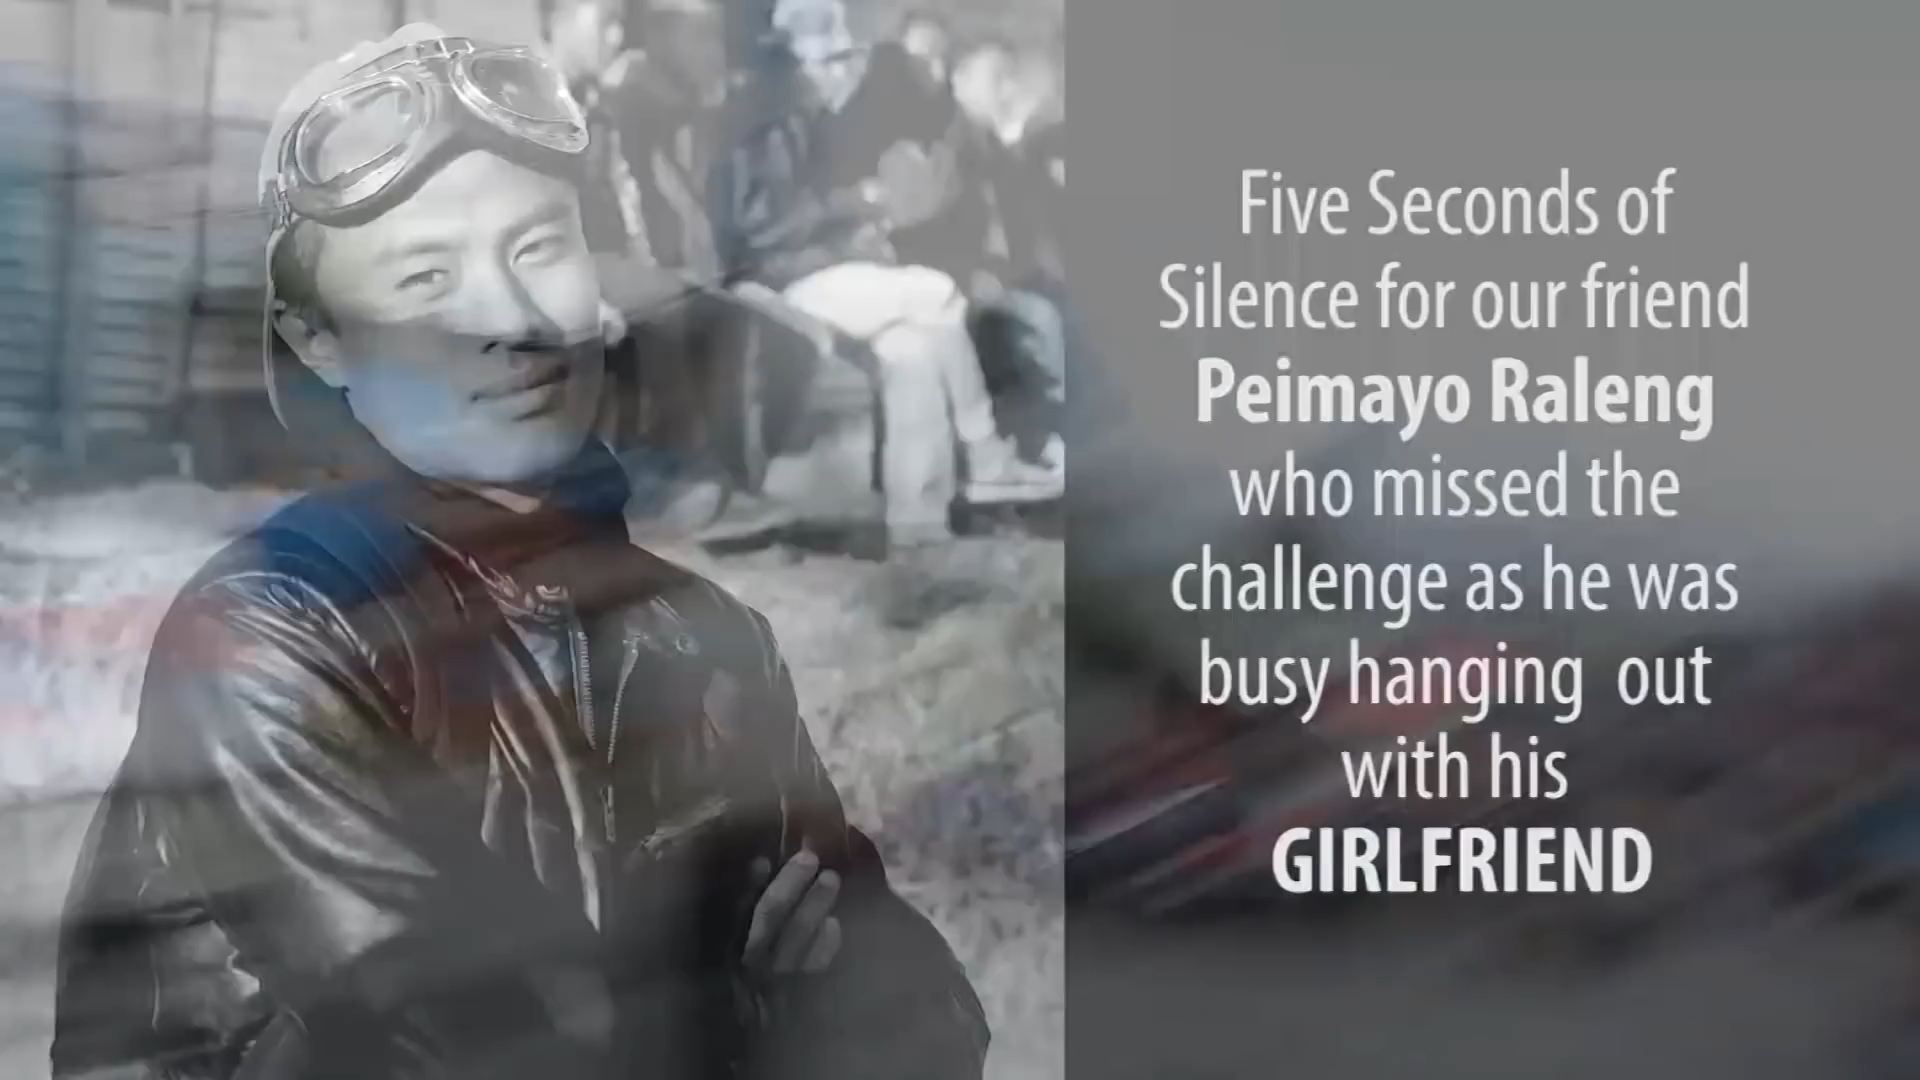 Five Seconds of
Silence for our friend
Peimayo Raleng
who missed the
challenge as he was
busy hanging out
with his
GIRLFRIEND